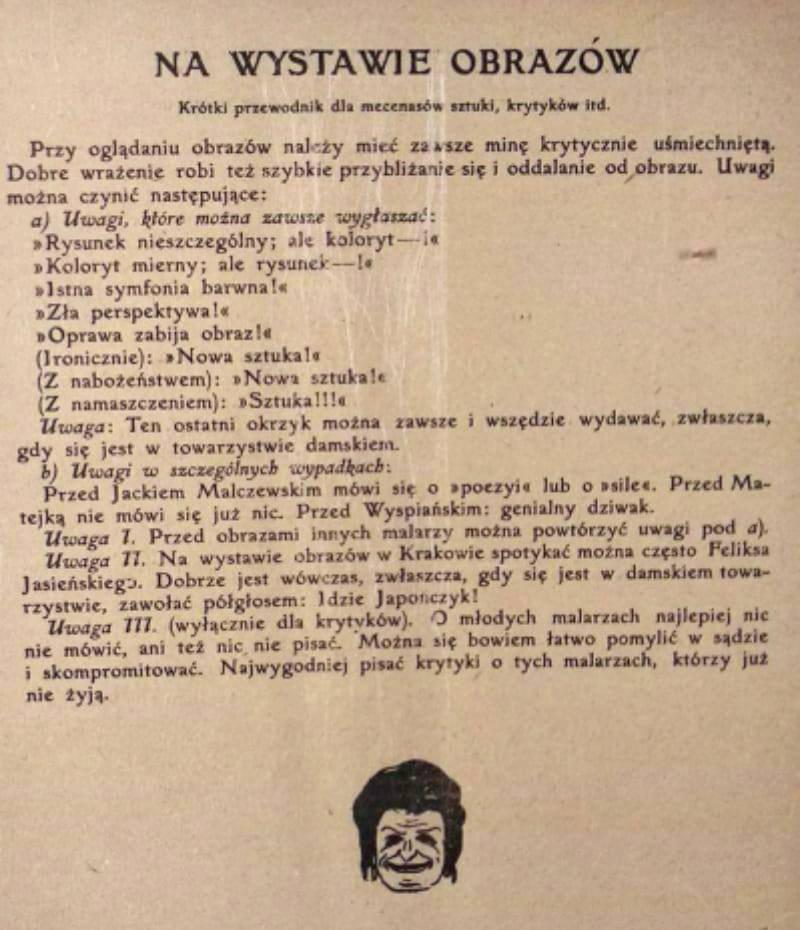 NA WYSTAWIE OBRAZÓW
Krótki przewodnik dla mecenasów sztuki, krytyków itd.
Przy oglądaniu obrazów należy mieć zawsze minę krytycznie uśmiechniętą.
Dobre wrażenie robi też szybkie przybliżanie się i oddalanie od obrazu. Uwagi
można czynić następujące:
a) Uwagi, które można zawsze wygłaszać:
»Rysunek nieszczególny; ale koloryt—!«
»Koloryt mierny; ale rysunek—!«
»Istna symfonia barwna!«
»Zła perspektywa!«
»Oprawa zabija obraz!«
(Ironicznie): »Nowa sztuka!«
(Z nabożeństwem): »Nowa sztuka!«
(Z namaszczeniem): »Sztuka!!!«
Uwaga: Ten ostatni okrzyk można zawsze i wszędzie wydawać, zwłaszcza,
gdy się jest w towarzystwie damskiem.
b) Uwagi w szczególnych wypadkach:
Przed Jackiem Malczewskim mówi się o »poezyi« lub o »sile«. Przed Ma-
tejką nie mówi się już nic. Przed Wyspiańskim: genialny dziwak.
Uwaga I. Przed obrazami innych malarzy można powtórzyć uwagi pod a).
Uwaga II. Na wystawie obrazów w Krakowie spotykać można często Feliksa
Jasieńskiego. Dobrze jest wówczas, zwłaszcza, gdy się jest w damskiem towa-
rzystwie, zawołać półgłosem: Idzie Japończyk!
Uwaga III. (wyłącznie dla krytyków). O młodych malarzach najlepiej nic
nie mówić, ani też nic nie pisać. Można się bowiem łatwo pomylić w sądzie
i skompromitować. Najwygodniej pisać krytyki o tych malarzach, którzy już
nie żyją.